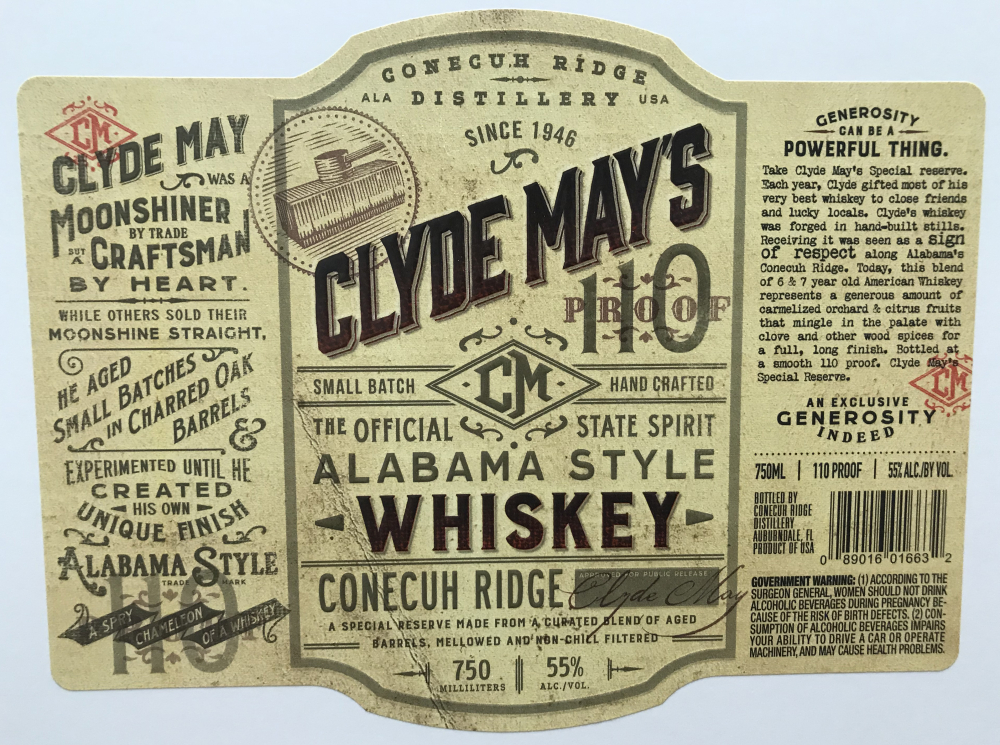 CM
CLYDE MAY
WAS A
MOONSHINER
BY TRADE
BUT A CRAFTSMAN
BY HEART.
WHILE OTHERS SOLD THEIR
MOONSHINE STRAIGHT,
HE AGED
SMALL BATCHES
IN CHARRED OAK
BARRELS
&
EXPERIMENTED UNTIL HE
CREATED
HIS OWN
UNIQUE FINISH
ALABAMA STYLE
TRADE MARK
110
A SPRY CHAMELEON OF A WHISKEY
CONECUH RIDGE
ALA DISTILLERY USA
SINCE 1946
CLYDE MAY'S
110
PROOF
SMALL BATCH CM HAND CRAFTED
THE OFFICIAL STATE SPIRIT
ALABAMA STYLE
WHISKEY
CONECUH RIDGE
APPROVED FOR PUBLIC RELEASE
Clyde May
A SPECIAL RESERVE MADE FROM A CURATED BLEND OF AGED
BARRELS, MELLOWED AND NON-CHILL FILTERED
750 55%
MILLILITERS ALC./VOL.
GENEROSITY
CAN BE A
POWERFUL THING.
Take Clyde May's Special reserve.
Each year, Clyde gifted most of his
very best whiskey to close friends
and lucky locals. Clyde's whiskey
was forged in hand-built stills.
Receiving it was seen as a sign
of respect along Alabama's
Conecuh Ridge. Today, this blend
of 6 & 7 year old American Whiskey
represents a generous amount of
carmelized orchard & citrus fruits
that mingle in the palate with
clove and other wood spices for
a full, long finish. Bottled at
a smooth 110 proof. Clyde May's
Special Reserve.
CM
AN EXCLUSIVE
GENEROSITY
INDEED
750ML | 110 PROOF | 55% ALC./BY VOL.
BOTTLED BY
CONECUH RIDGE
DISTILLERY
AUBURNDALE, FL
PRODUCT OF USA
0 89016 01663 2
GOVERNMENT WARNING: (1) ACCORDING TO THE
SURGEON GENERAL, WOMEN SHOULD NOT DRINK
ALCOHOLIC BEVERAGES DURING PREGNANCY BE-
CAUSE OF THE RISK OF BIRTH DEFECTS. (2) CON-
SUMPTION OF ALCOHOLIC BEVERAGES IMPAIRS
YOUR ABILITY TO DRIVE A CAR OR OPERATE
MACHINERY, AND MAY CAUSE HEALTH PROBLEMS.